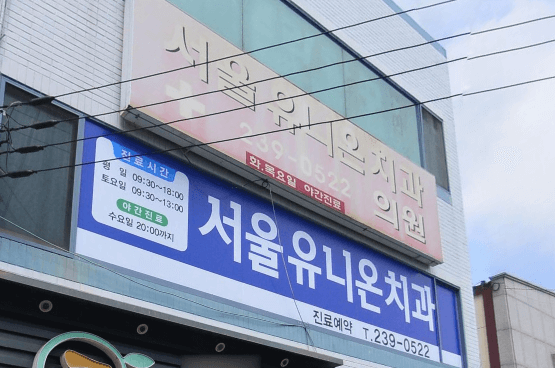 서울유니온치과
의원
239-0522
화.목요일 야간진료
진료시간
평 일 09:30~18:00
토요일 09:30~13:00
야간진료
수요일 20:00까지
서울유니온치과
진료예약 T.239-0522